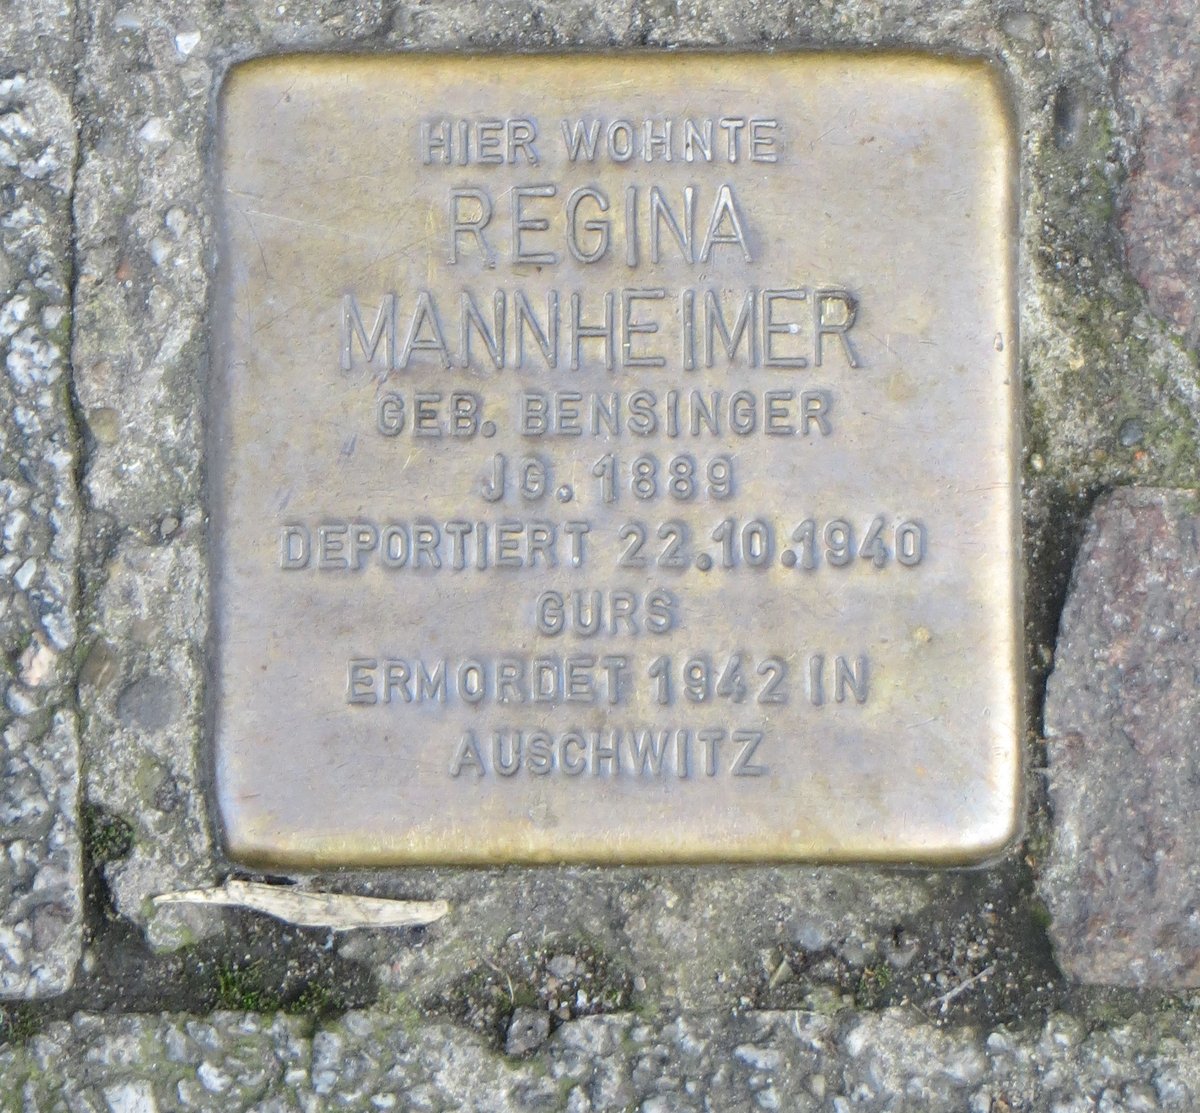 HIER WOHNTE
REGINA
MANNHEIMER
GEB. BENSINGER
JG. 1889
DEPORTIERT 22.10.1940
GURS
ERMORDET 1942 IN
AUSCHWITZ